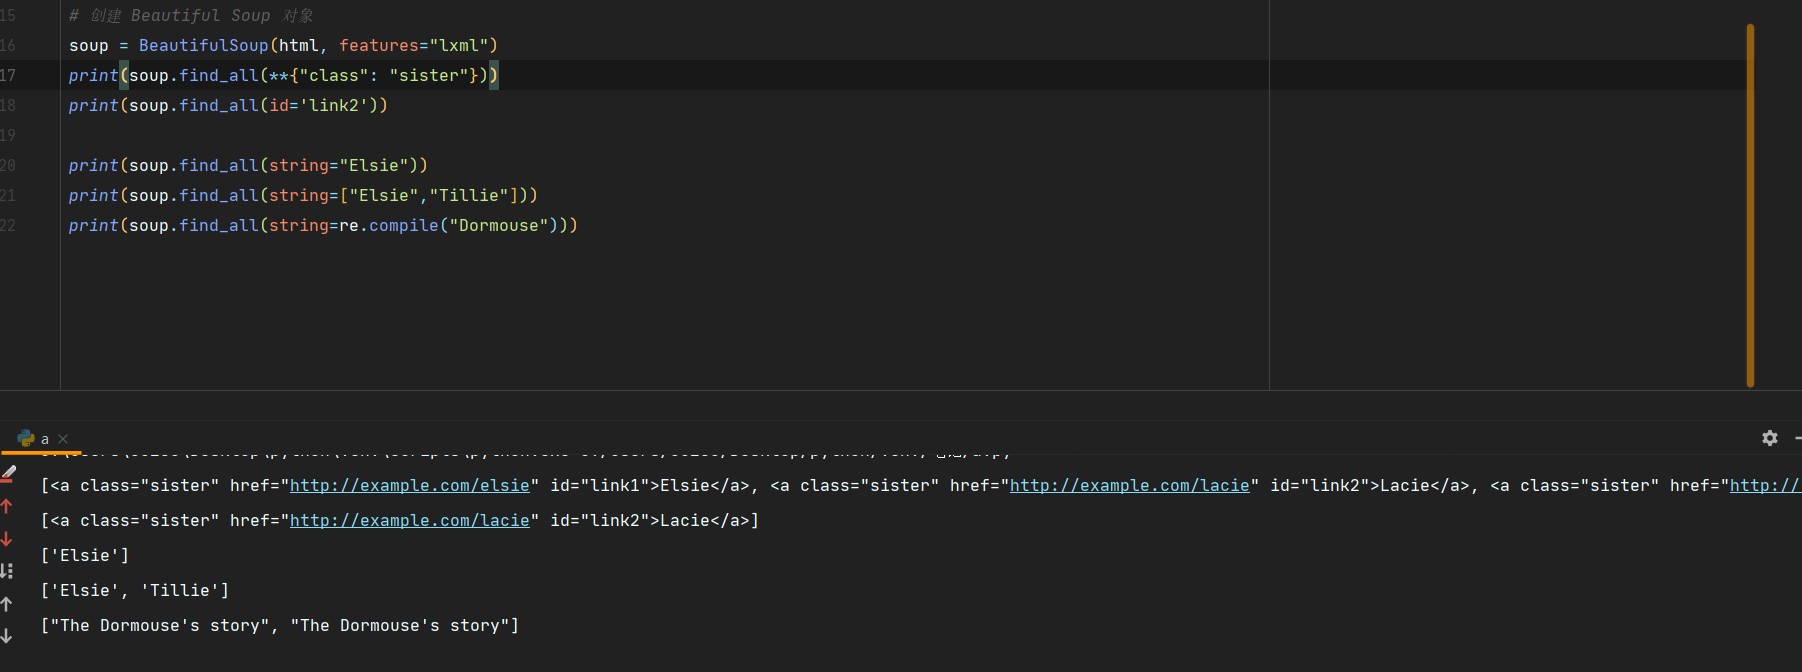 15 # 创建 Beautiful Soup 对象
16 soup = BeautifulSoup(html, features="lxml")
17 print(soup.find_all(**{"class": "sister"}))
18 print(soup.find_all(id='link2'))
19
20 print(soup.find_all(string="Elsie"))
21 print(soup.find_all(string=["Elsie","Tillie"]))
22 print(soup.find_all(string=re.compile("Dormouse")))
a
[<a class="sister" href="http://example.com/elsie" id="link1">Elsie</a>, <a class="sister" href="http://example.com/lacie" id="link2">Lacie</a>, <a class="sister" href="http://
[<a class="sister" href="http://example.com/lacie" id="link2">Lacie</a>]
['Elsie']
['Elsie', 'Tillie']
["The Dormouse's story", "The Dormouse's story"]